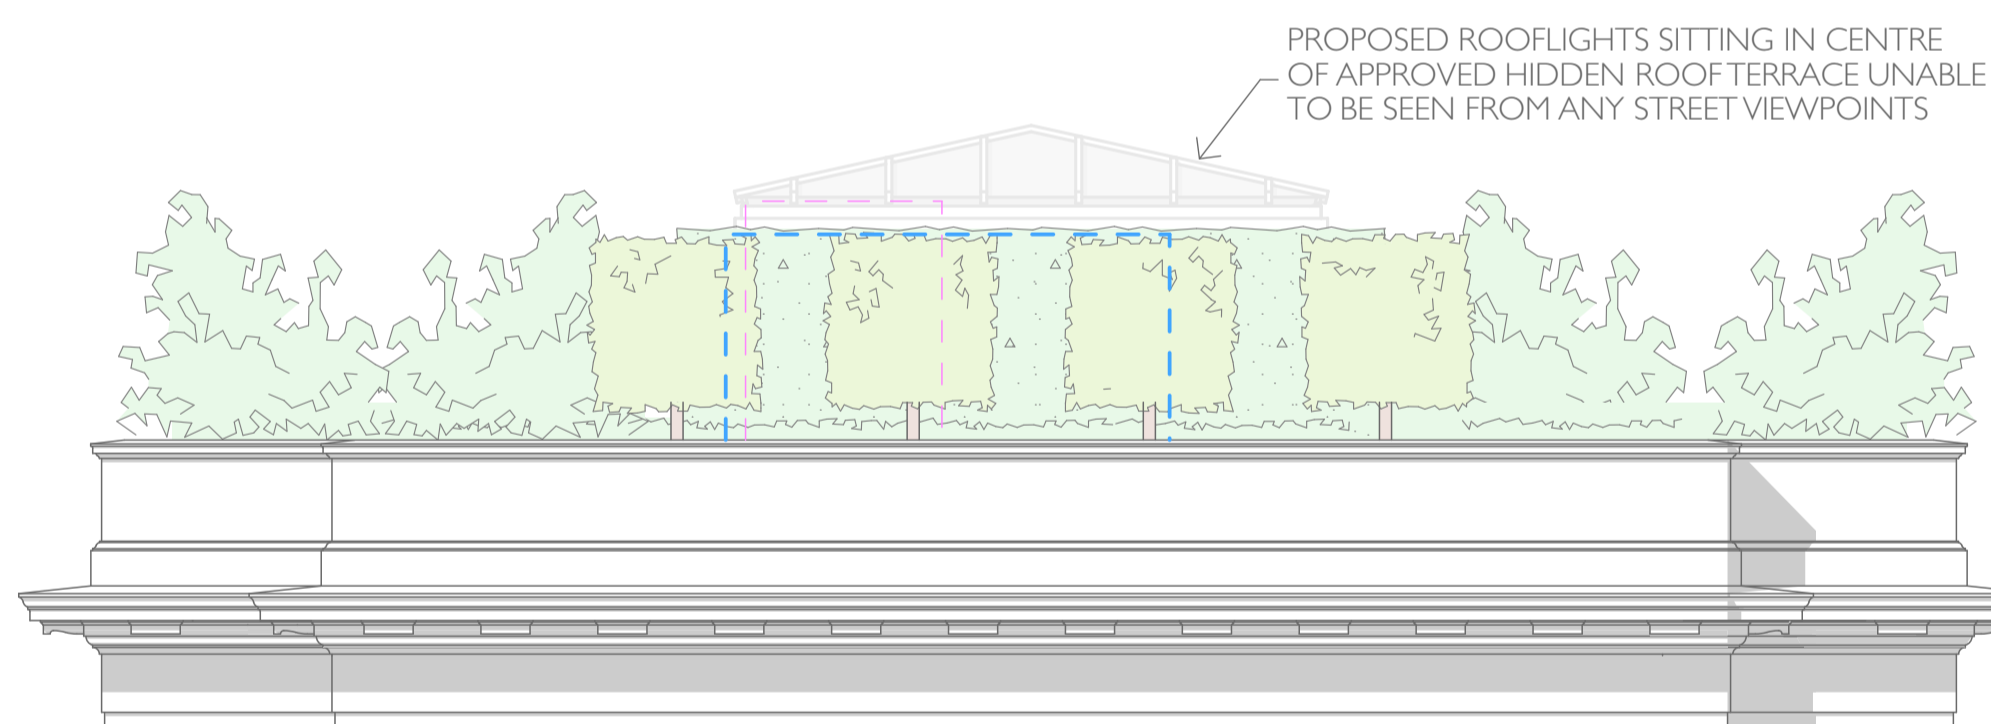 PROPOSED ROOFLIGHTS SITTING IN CENTRE
OF APPROVED HIDDEN ROOF TERRACE UNABLE
TO BE SEEN FROM ANY STREET VIEWPOINTS